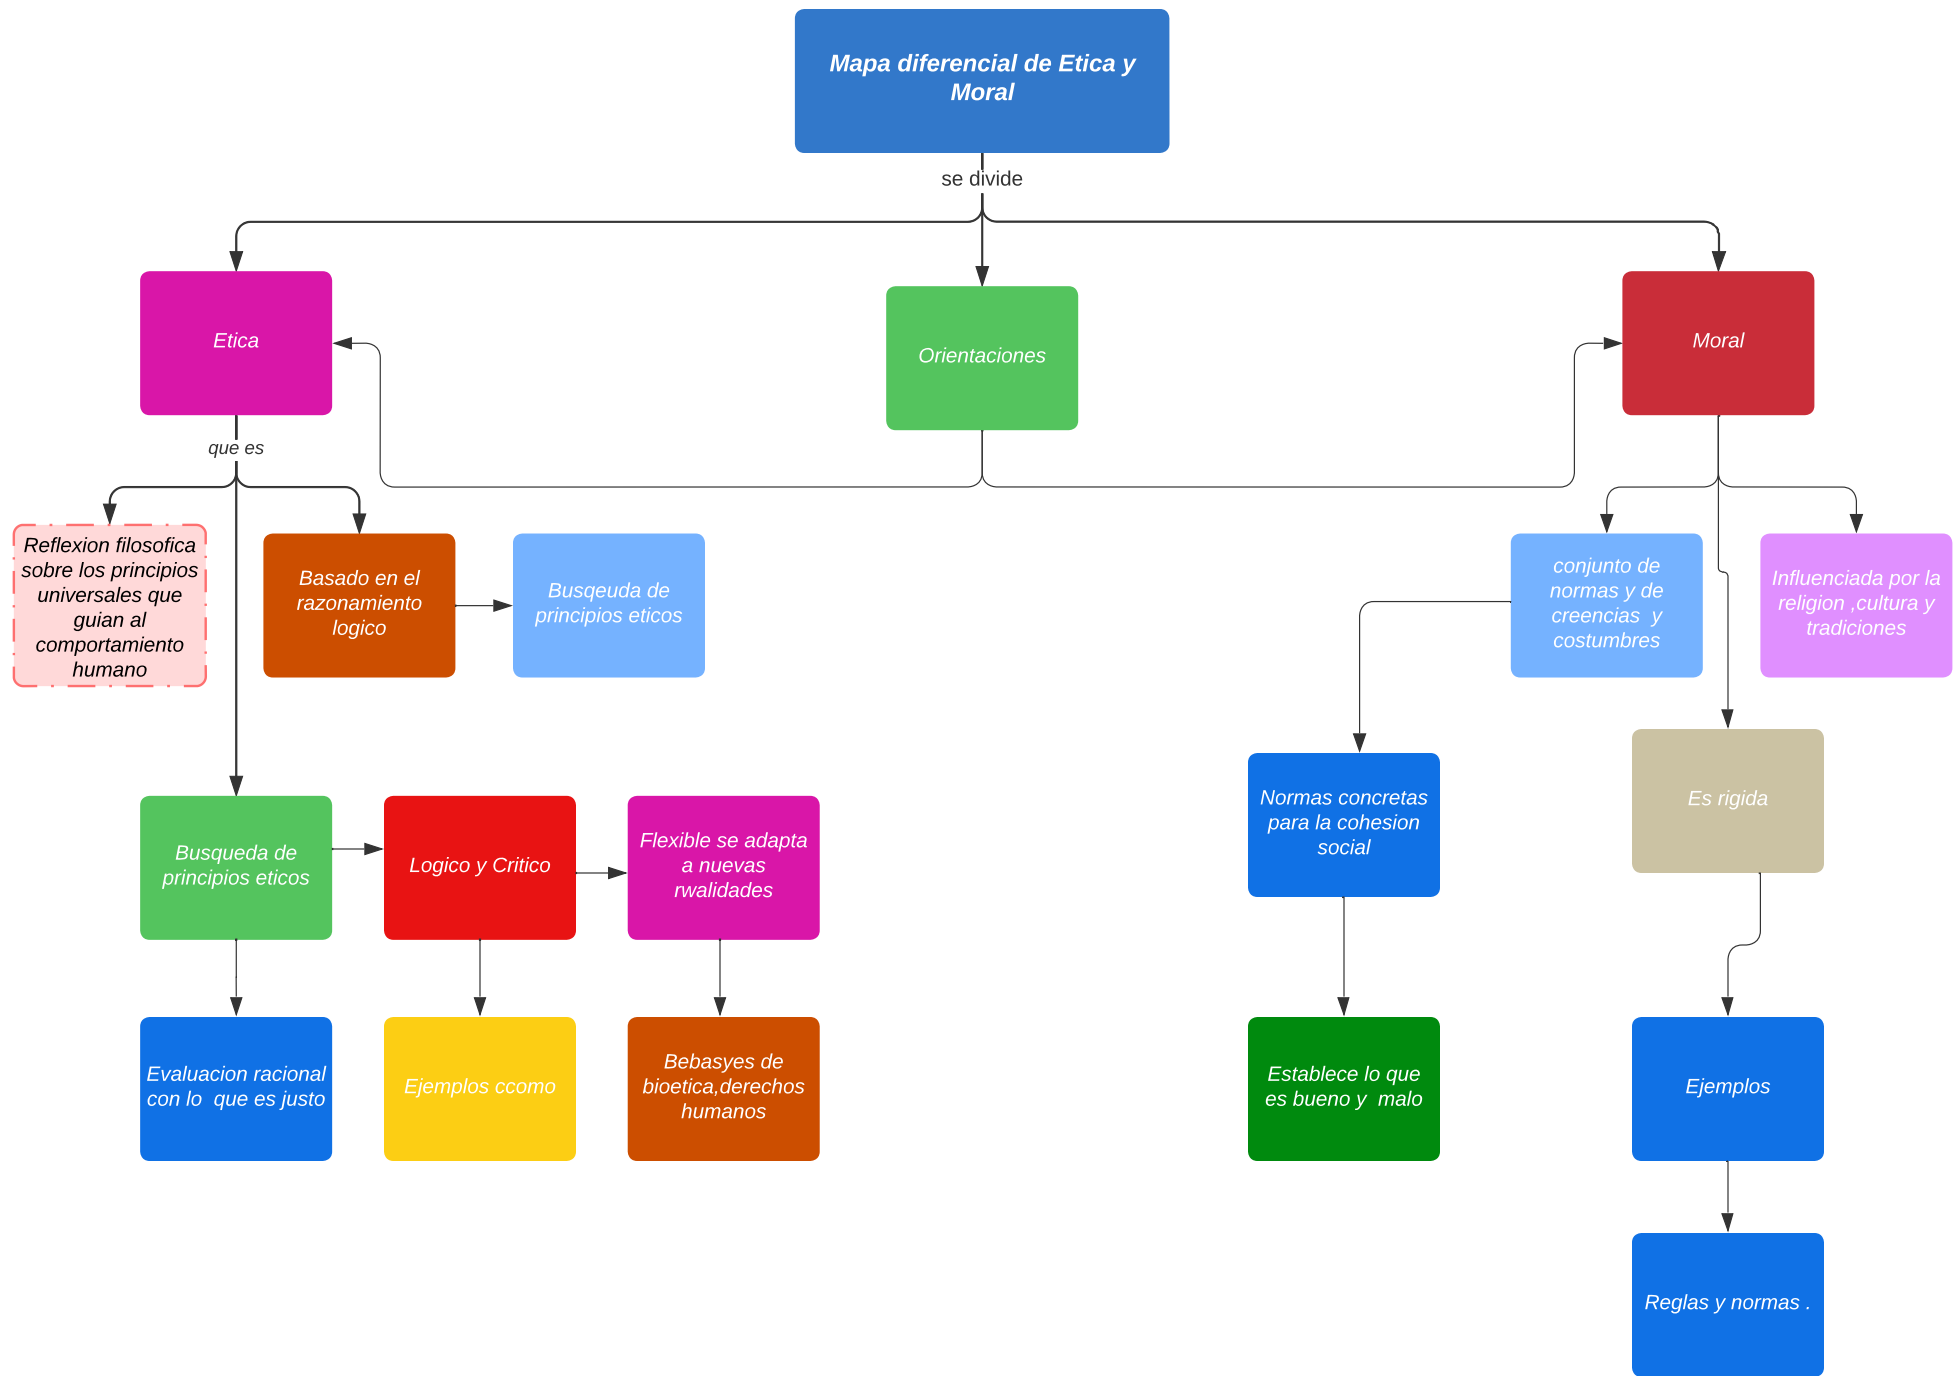 Mapa diferencial de Etica y
Moral
se divide
Etica
Orientaciones
Moral
que es
Reflexion filosofica
sobre los principios
universales que
guian al
comportamiento
humano
Basado en el
razonamiento
logico
Busqeuda de
principios eticos
conjunto de
normas y de
creencias y
costumbres
Influenciada por la
religion ,cultura y
tradiciones
Busqueda de
principios eticos
Logico y Critico
Flexible se adapta
a nuevas
rwalidades
Normas concretas
para la cohesion
social
Es rigida
Evaluacion racional
con lo que es justo
Ejemplos ccomo
Bebasyes de
bioetica,derechos
humanos
Establece lo que
es bueno y malo
Ejemplos
Reglas y normas .